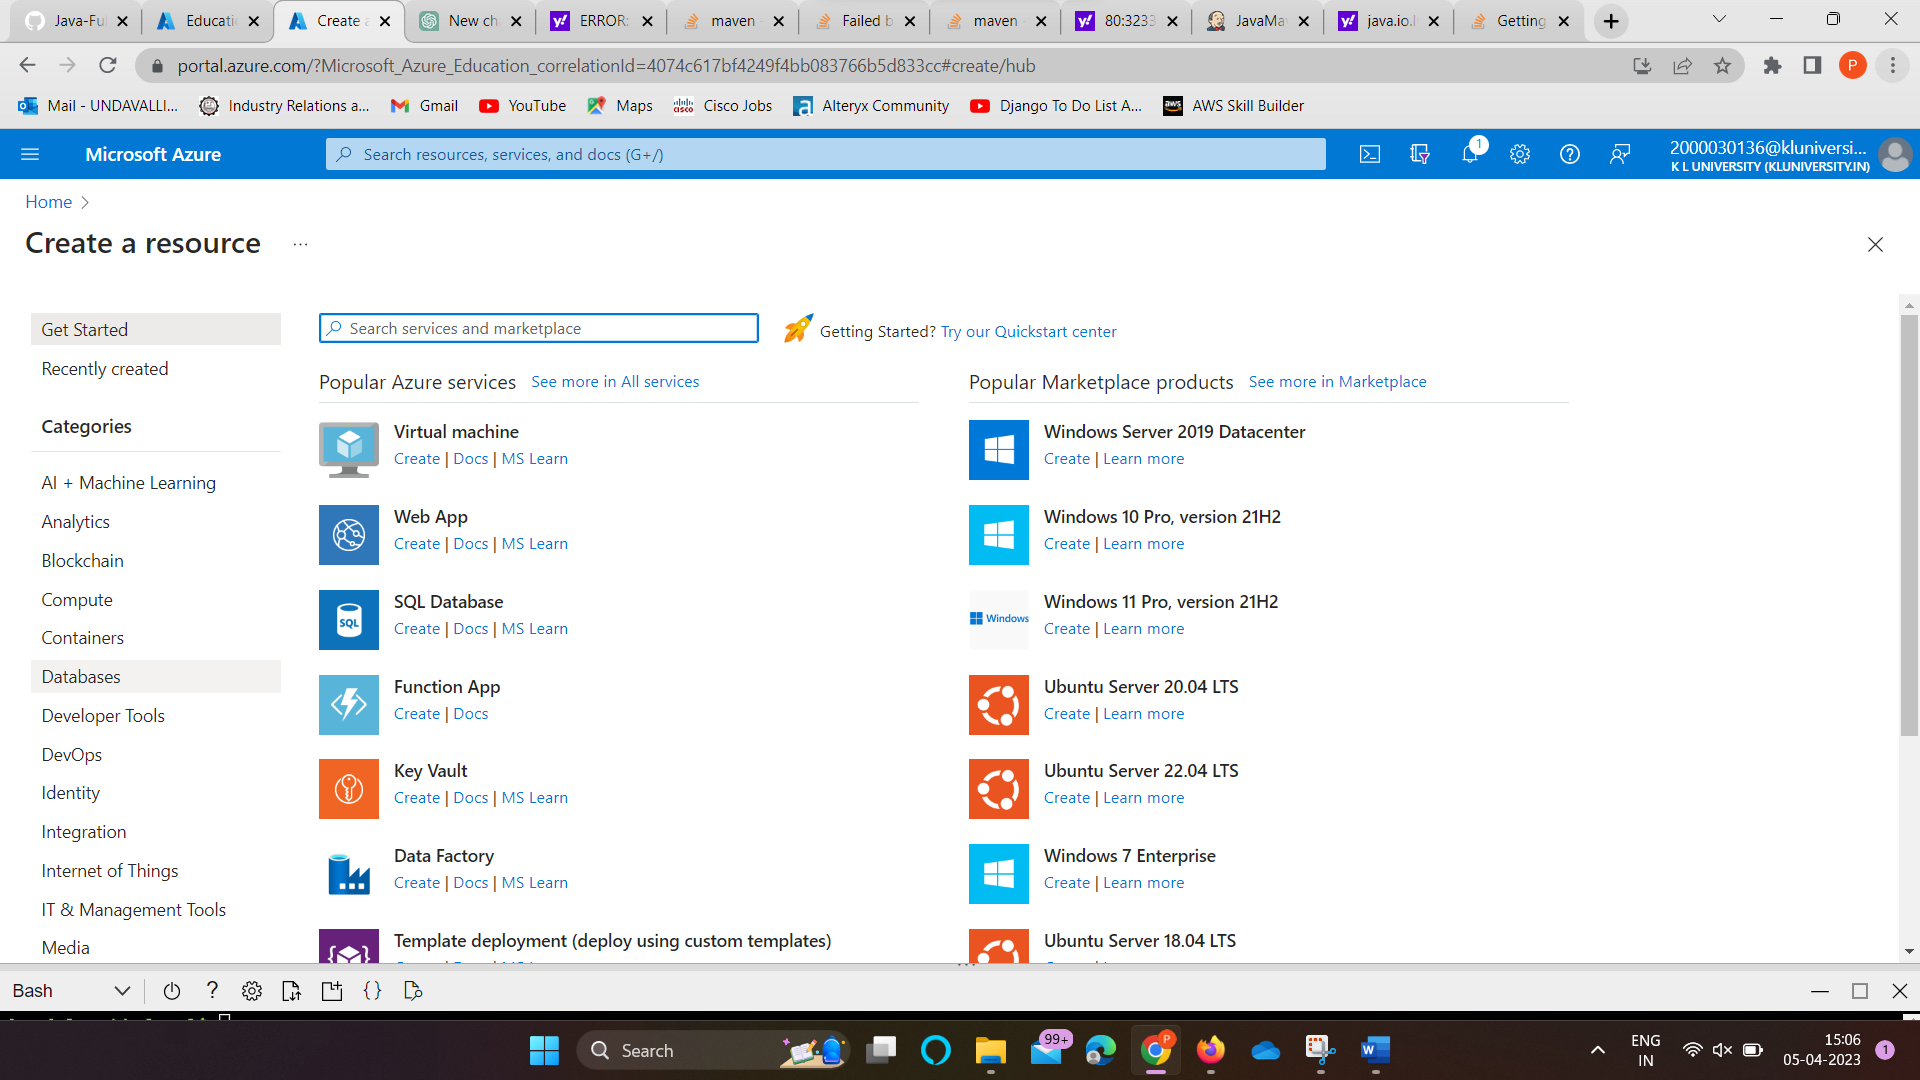 Java-Fu
Educati
Create a
New ch
ERROR:
maven -
Failed b
maven -
80:3233
JavaMa
java.io.I
Getting
portal.azure.com/?Microsoft_Azure_Education_correlationId=4074c617bf4249f4bb083766b5d833cc#create/hub
P
Mail - UNDAVALLI...
Industry Relations a...
Gmail
YouTube
Maps
Cisco Jobs
Alteryx Community
Django To Do List A...
AWS Skill Builder
Microsoft Azure
Search resources, services, and docs (G+/)
1
2000030136@kluniversi...
K L UNIVERSITY (KLUNIVERSITY.IN)
Home
Create a resource
...
Get Started
Recently created
Categories
AI + Machine Learning
Analytics
Blockchain
Compute
Containers
Databases
Developer Tools
DevOps
Identity
Integration
Internet of Things
IT & Management Tools
Media
Search services and marketplace
Getting Started? Try our Quickstart center
Popular Azure services See more in All services
Virtual machine
Create | Docs | MS Learn
Web App
Create | Docs | MS Learn
SQL
SQL Database
Create | Docs | MS Learn
Function App
Create | Docs
Key Vault
Create | Docs | MS Learn
Data Factory
Create | Docs | MS Learn
Template deployment (deploy using custom templates)
Popular Marketplace products See more in Marketplace
Windows Server 2019 Datacenter
Create | Learn more
Windows 10 Pro, version 21H2
Create | Learn more
Windows
Windows 11 Pro, version 21H2
Create | Learn more
Ubuntu Server 20.04 LTS
Create | Learn more
Ubuntu Server 22.04 LTS
Create | Learn more
Windows 7 Enterprise
Create | Learn more
Ubuntu Server 18.04 LTS
Bash
?
{ }
Search
99+
P
W
ENG
IN
15:06
05-04-2023
1